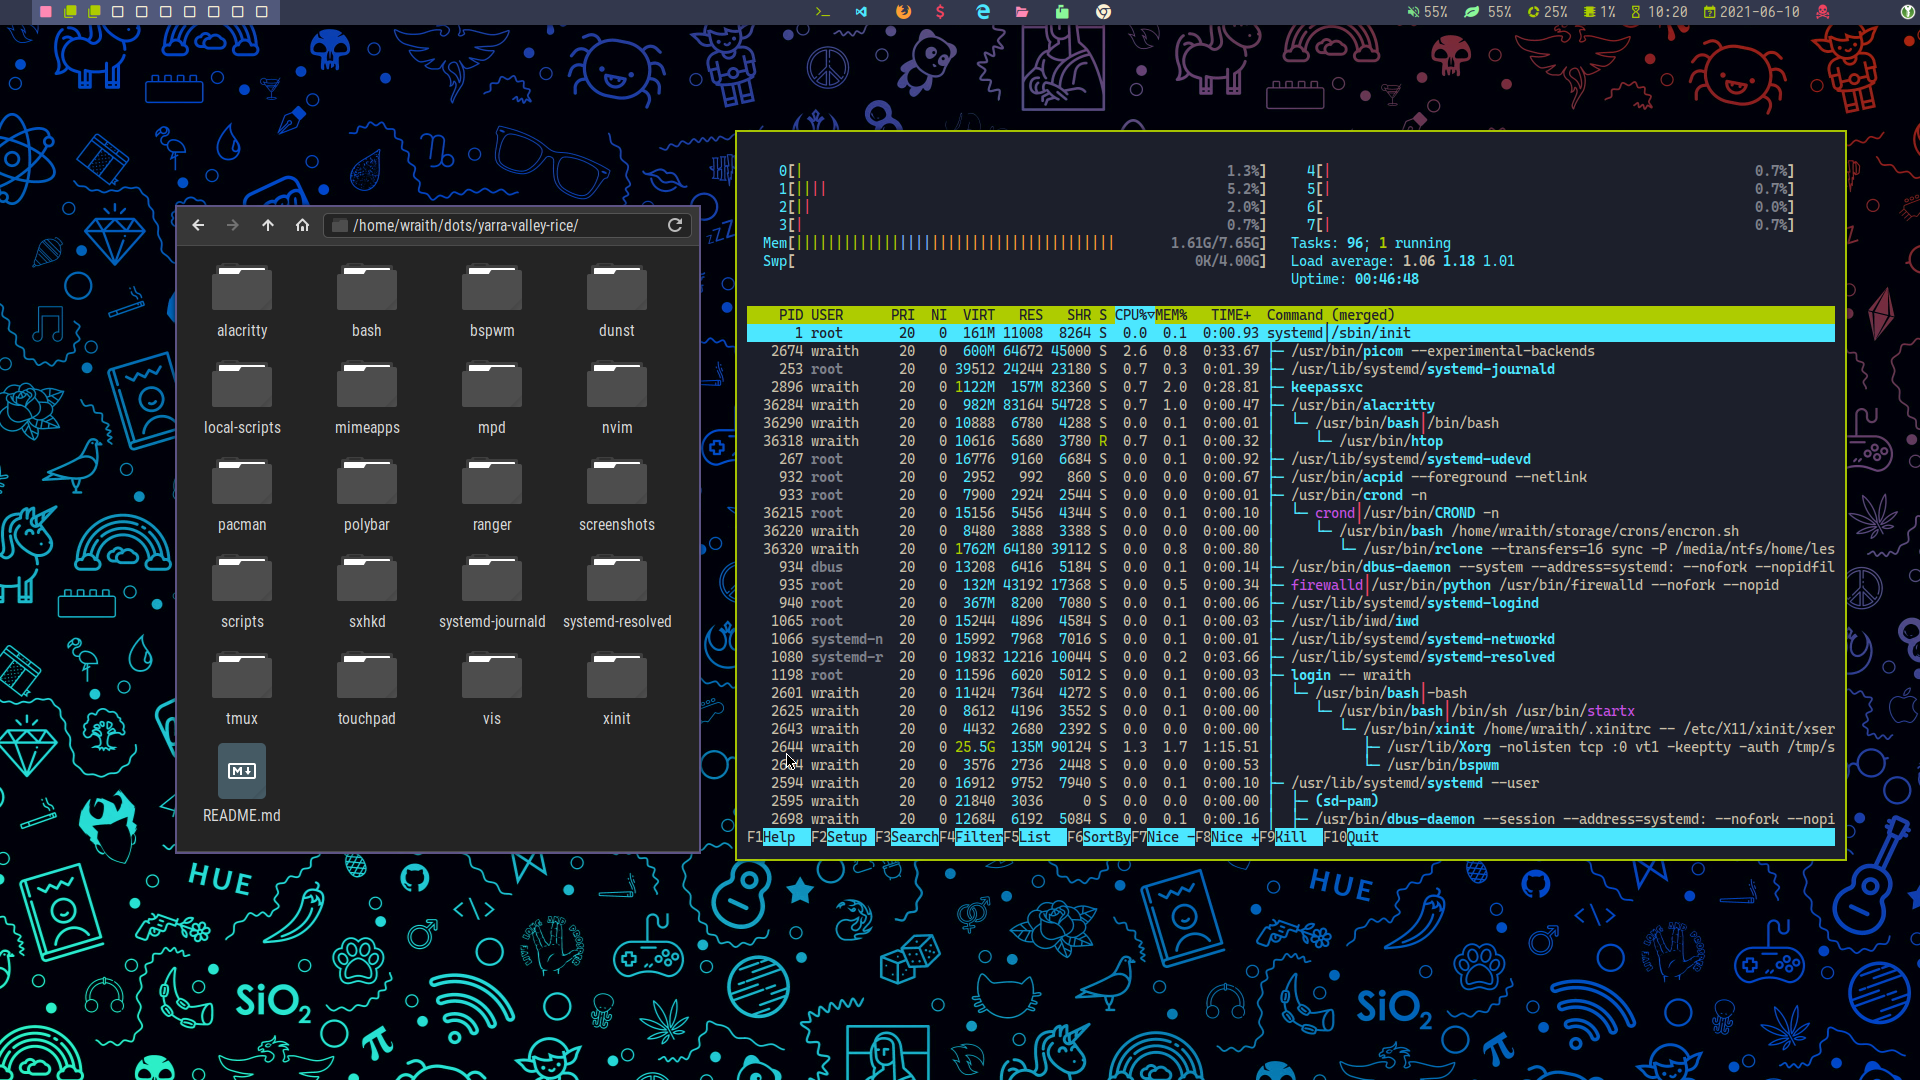 55% 55% 25% 1% 10:20 2021-06-10
/home/wraith/dots/yarra-valley-rice/
alacritty bash bspwm dunst
local-scripts mimeapps mpd nvim
pacman polybar ranger screenshots
scripts sxhkd systemd-journald systemd-resolved
tmux touchpad vis xinit
README.md
0[| 1.3%] 4[| 0.7%]
1[|||| 5.2%] 5[| 0.7%]
2[|| 2.0%] 6[ 0.0%]
3[| 0.7%] 7[| 0.7%]
Mem[|||||||||||||||||||||||||||||||||||||||| 1.61G/7.65G] Tasks: 96; 1 running
Swp[ 0K/4.00G] Load average: 1.06 1.18 1.01
Uptime: 00:46:48
PID USER PRI NI VIRT RES SHR S CPU%▽MEM% TIME+ Command (merged)
1 root 20 0 161M 11008 8264 S 0.0 0.1 0:00.93 systemd│/sbin/init
2674 wraith 20 0 600M 64672 45000 S 2.6 0.8 0:33.67 ├─ /usr/bin/picom --experimental-backends
253 root 20 0 39512 24244 23180 S 0.7 0.3 0:01.39 ├─ /usr/lib/systemd/systemd-journald
2896 wraith 20 0 1122M 157M 82360 S 0.7 2.0 0:28.81 ├─ keepassxc
36284 wraith 20 0 982M 83164 54728 S 0.7 1.0 0:00.47 ├─ /usr/bin/alacritty
36290 wraith 20 0 10888 6780 4288 S 0.0 0.1 0:00.01 │ └─ /usr/bin/bash│/bin/bash
36318 wraith 20 0 10616 5680 3780 R 0.7 0.1 0:00.32 │ └─ /usr/bin/htop
267 root 20 0 16776 9160 6684 S 0.0 0.1 0:00.92 ├─ /usr/lib/systemd/systemd-udevd
932 root 20 0 2952 992 860 S 0.0 0.0 0:00.67 ├─ /usr/bin/acpid --foreground --netlink
933 root 20 0 7900 2924 2544 S 0.0 0.0 0:00.01 ├─ /usr/bin/crond -n
36215 root 20 0 15156 5456 4344 S 0.0 0.1 0:00.10 │ └─ crond│/usr/bin/CROND -n
36220 wraith 20 0 8480 3888 3388 S 0.0 0.0 0:00.00 │ └─ /usr/bin/bash /home/wraith/storage/crons/encron.sh
36320 wraith 20 0 1762M 64180 39112 S 0.0 0.8 0:00.80 │ └─ /usr/bin/rclone --transfers=16 sync -P /media/ntfs/home/les
934 dbus 20 0 13208 6416 5184 S 0.0 0.1 0:00.14 ├─ /usr/bin/dbus-daemon --system --address=systemd: --nofork --nopidfil
935 root 20 0 132M 43192 17368 S 0.0 0.5 0:00.34 ├─ firewalld│/usr/bin/python /usr/bin/firewalld --nofork --nopid
940 root 20 0 367M 8200 7080 S 0.0 0.1 0:00.06 ├─ /usr/lib/systemd/systemd-logind
1065 root 20 0 15244 4896 4584 S 0.0 0.1 0:00.03 ├─ /usr/lib/iwd/iwd
1066 systemd-n 20 0 15992 7968 7016 S 0.0 0.1 0:00.01 ├─ /usr/lib/systemd/systemd-networkd
1080 systemd-r 20 0 19832 12216 10044 S 0.0 0.2 0:03.66 ├─ /usr/lib/systemd/systemd-resolved
1198 root 20 0 11596 6020 5012 S 0.0 0.1 0:00.03 ├─ login -- wraith
2601 wraith 20 0 11424 7364 4272 S 0.0 0.1 0:00.06 │ └─ /usr/bin/bash│-bash
2625 wraith 20 0 8612 4196 3552 S 0.0 0.1 0:00.00 │ └─ /usr/bin/bash│/bin/sh /usr/bin/startx
2643 wraith 20 0 4432 2680 2392 S 0.0 0.0 0:00.00 │ └─ /usr/bin/xinit /home/wraith/.xinitrc -- /etc/X11/xinit/xser
2644 wraith 20 0 25.5G 135M 90124 S 1.3 1.7 1:15.51 │ ├─ /usr/lib/Xorg -nolisten tcp :0 vt1 -keeptty -auth /tmp/s
wraith 20 0 3576 2736 2448 S 0.0 0.0 0:00.53 │ └─ /usr/bin/bspwm
2594 wraith 20 0 16912 9752 7940 S 0.0 0.1 0:00.10 ├─ /usr/lib/systemd/systemd --user
2595 wraith 20 0 21840 3036 0 S 0.0 0.0 0:00.00 │ ├─ (sd-pam)
2698 wraith 20 0 12684 6192 5084 S 0.0 0.1 0:00.16 │ ├─ /usr/bin/dbus-daemon --session --address=systemd: --nofork --nopi
F1Help F2Setup F3SearchF4FilterF5List F6SortByF7Nice -F8Nice +F9Kill F10Quit
HUE HUE
</> </>
SiO2 SiO2
π π